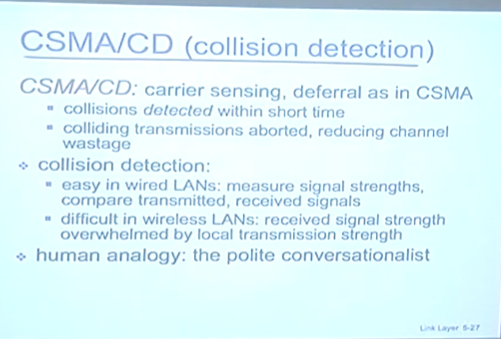 CSMA/CD (collision detection)
CSMA/CD: carrier sensing, deferral as in CSMA
▪ collisions detected within short time
▪ colliding transmissions aborted, reducing channel
wastage
❖ collision detection:
▪ easy in wired LANs: measure signal strengths,
compare transmitted, received signals
▪ difficult in wireless LANs: received signal strength
overwhelmed by local transmission strength
❖ human analogy: the polite conversationalist
Link Layer 5-27